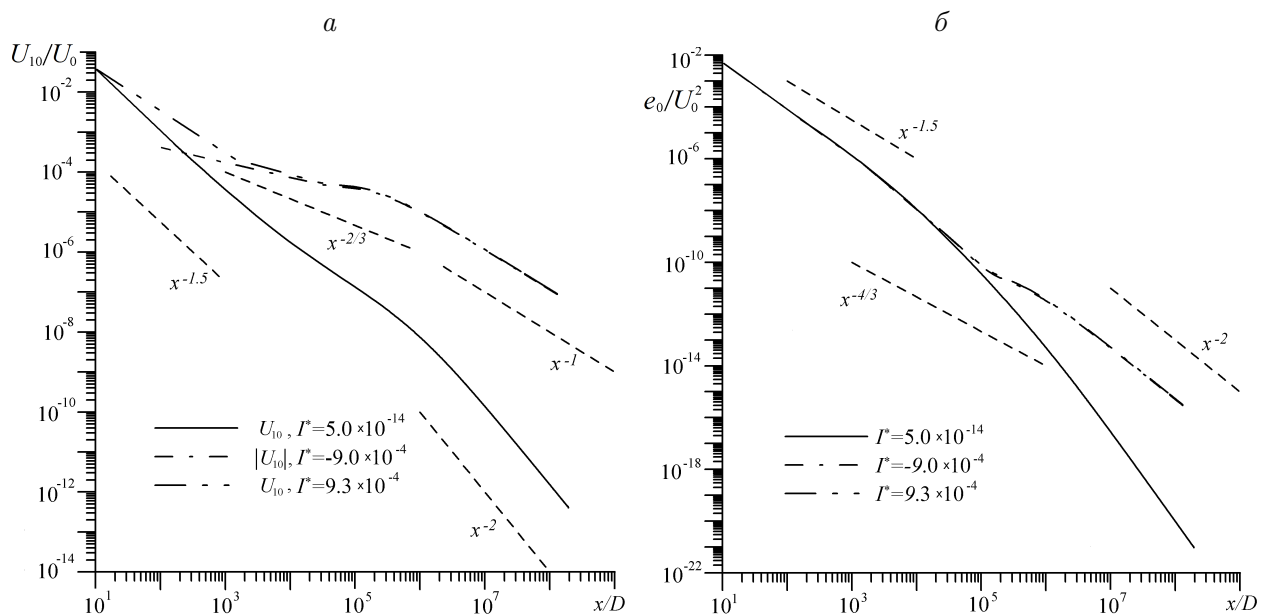 а
U₁₀/U₀
10⁻²
10⁻⁴
10⁻⁶
10⁻⁸
10⁻¹⁰
10⁻¹²
10⁻¹⁴
x⁻¹·⁵
x⁻²/³
x⁻¹
x⁻²
U₁₀, I*=5.0×10⁻¹⁴
|U₁₀|, I*=-9.0×10⁻⁴
U₁₀, I*=9.3×10⁻⁴
10¹ 10³ 10⁵ 10⁷ x/D
б
10⁻²
e₀/U₀²
10⁻⁶
10⁻¹⁰
10⁻¹⁴
10⁻¹⁸
10⁻²²
x⁻¹·⁵
x⁻⁴/³
x⁻²
I*=5.0×10⁻¹⁴
I*=-9.0×10⁻⁴
I*=9.3×10⁻⁴
10¹ 10³ 10⁵ 10⁷ x/D